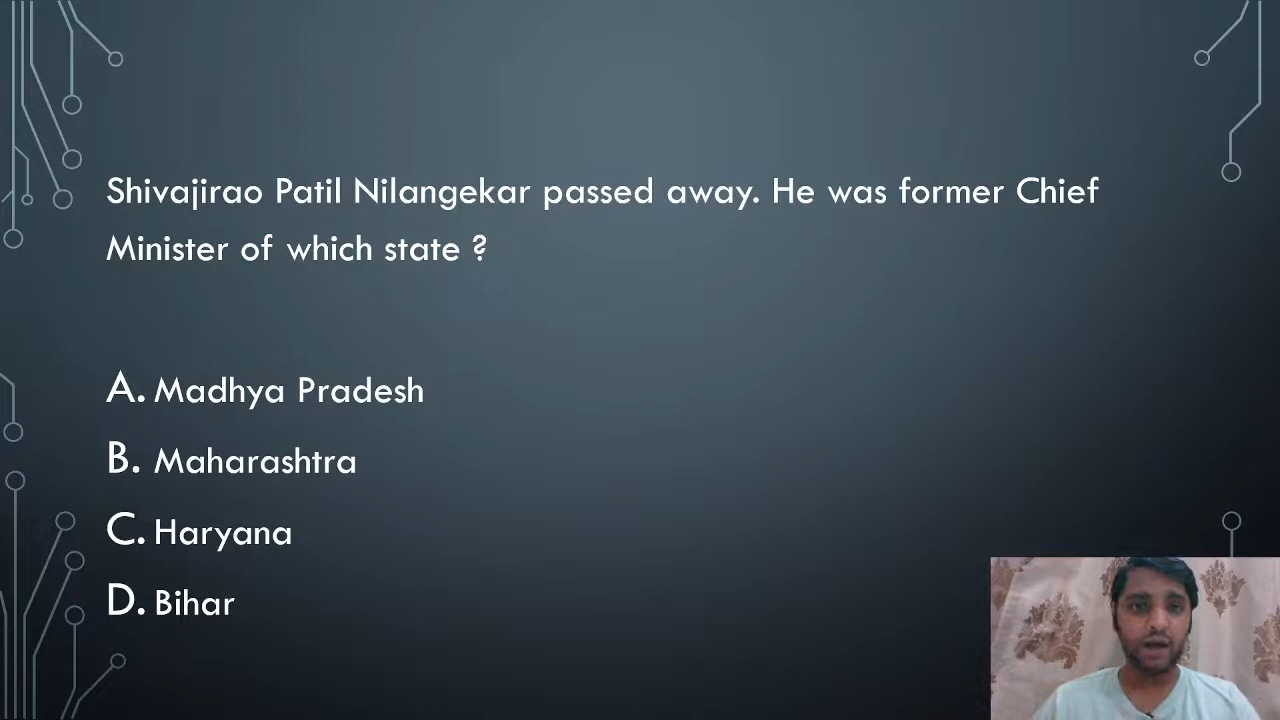 Shivajirao Patil Nilangekar passed away. He was former Chief
Minister of which state ?
A. Madhya Pradesh
B. Maharashtra
C. Haryana
D. Bihar